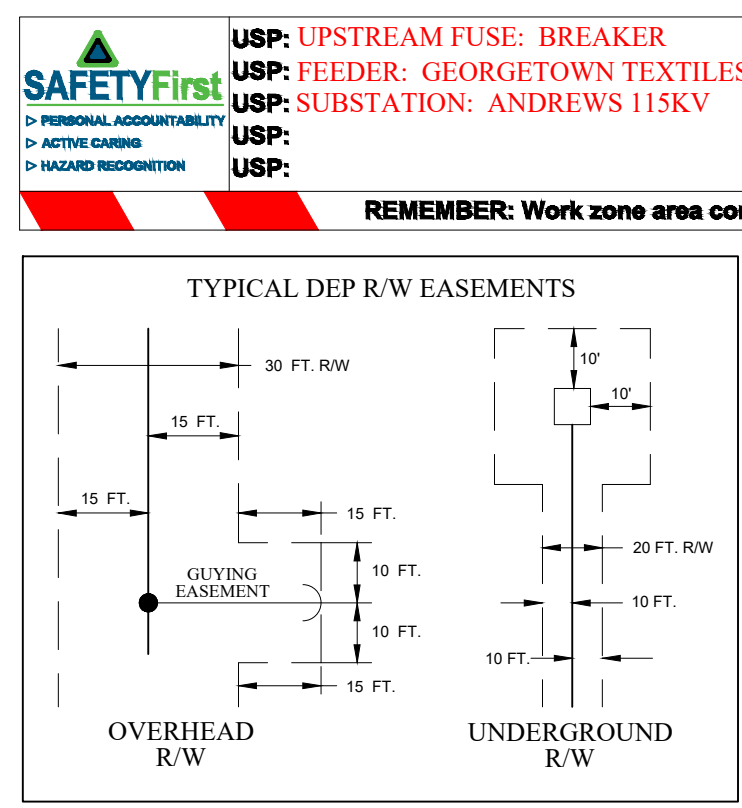 SAFETYFirst
▷ PERSONAL ACCOUNTABILITY
▷ ACTIVE CARING
▷ HAZARD RECOGNITION
USP: UPSTREAM FUSE: BREAKER
USP: FEEDER: GEORGETOWN TEXTILES
USP: SUBSTATION: ANDREWS 115KV
USP:
USP:
REMEMBER: Work zone area con
TYPICAL DEP R/W EASEMENTS
30 FT. R/W
15 FT.
15 FT.
15 FT.
10 FT.
GUYING
EASEMENT
10 FT.
15 FT.
OVERHEAD
R/W
10'
10'
20 FT. R/W
10 FT.
10 FT.
UNDERGROUND
R/W